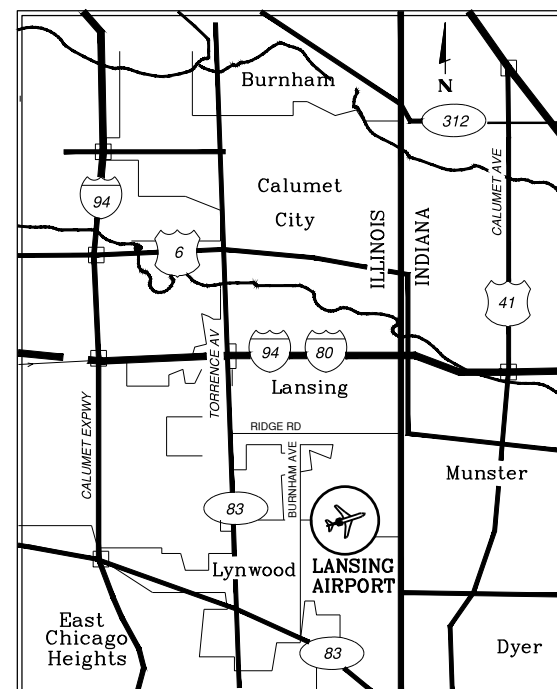 Burnham
N
312
Calumet
City
94
CALUMET AVE
ILLINOIS
INDIANA
6
41
94
80
TORRENCE AV
Lansing
CALUMET EXPWY
RIDGE RD
BURNHAM AVE
Munster
83
LANSING
AIRPORT
Lynwood
East
Chicago
Heights
83
Dyer